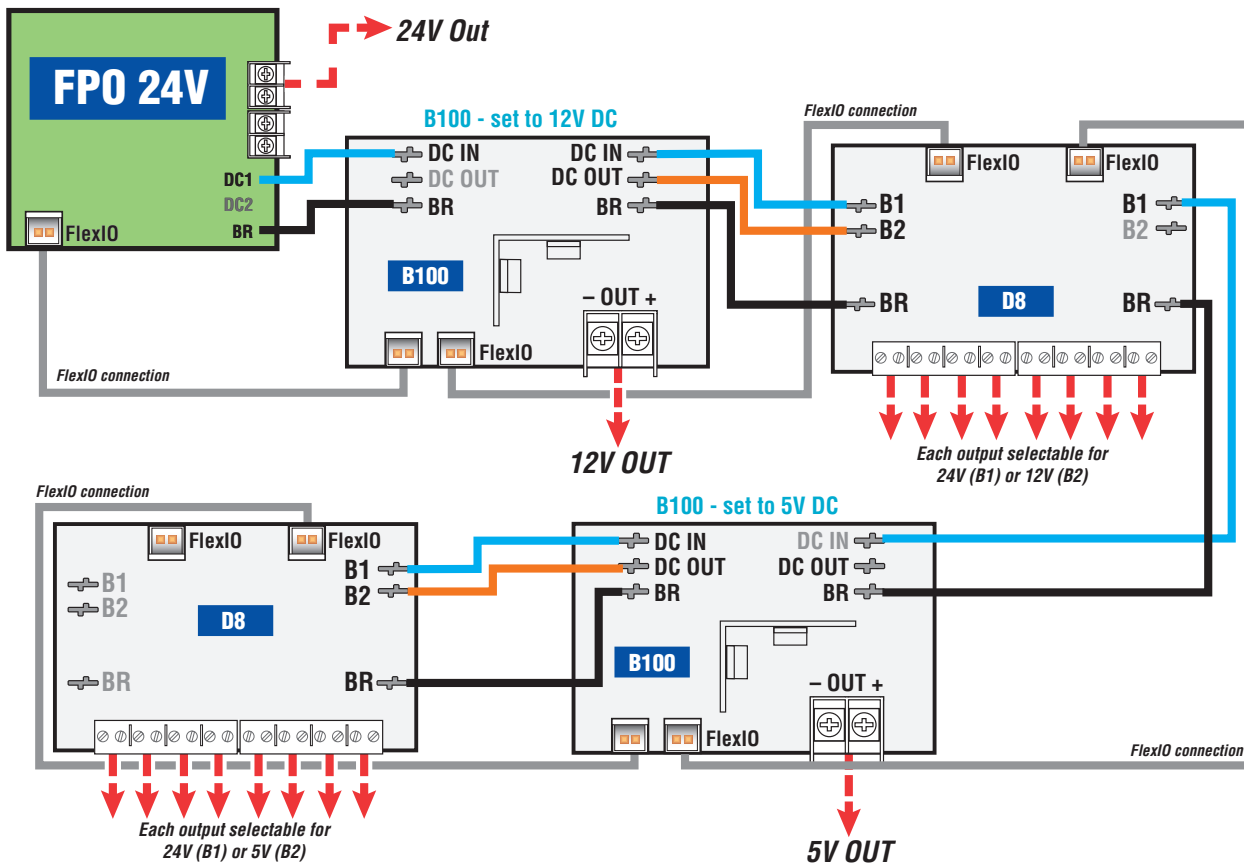 24V Out
FPO 24V
DC1
DC2
BR
FlexIO
FlexIO connection
B100 - set to 12V DC
DC IN
DC OUT
BR
DC IN
DC OUT
BR
B100
– OUT +
FlexIO
12V OUT
FlexIO connection
FlexIO
FlexIO
B1
B2
BR
B1
B2
BR
D8
Each output selectable for
24V (B1) or 12V (B2)
FlexIO connection
FlexIO
FlexIO
B1
B2
BR
B1
B2
BR
D8
Each output selectable for
24V (B1) or 5V (B2)
B100 - set to 5V DC
DC IN
DC OUT
BR
DC IN
DC OUT
BR
B100
– OUT +
FlexIO
FlexIO connection
5V OUT